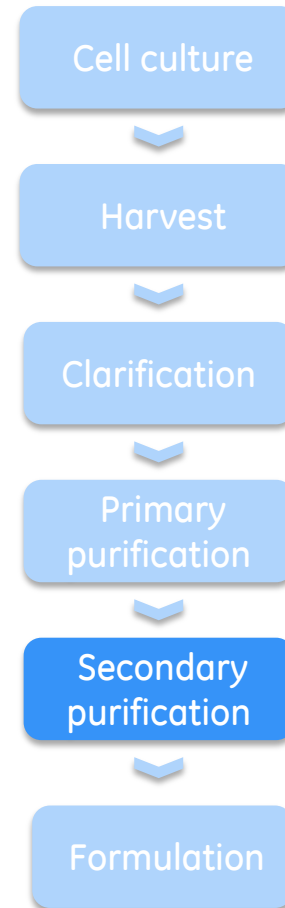 Cell culture
Harvest
Clarification
Primary
purification
Secondary
purification
Formulation